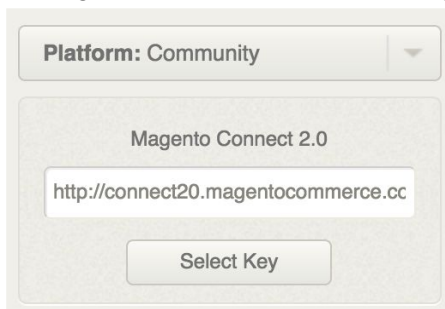 Platform: Community
Magento Connect 2.0
http://connect20.magentocommerce.cc
Select Key